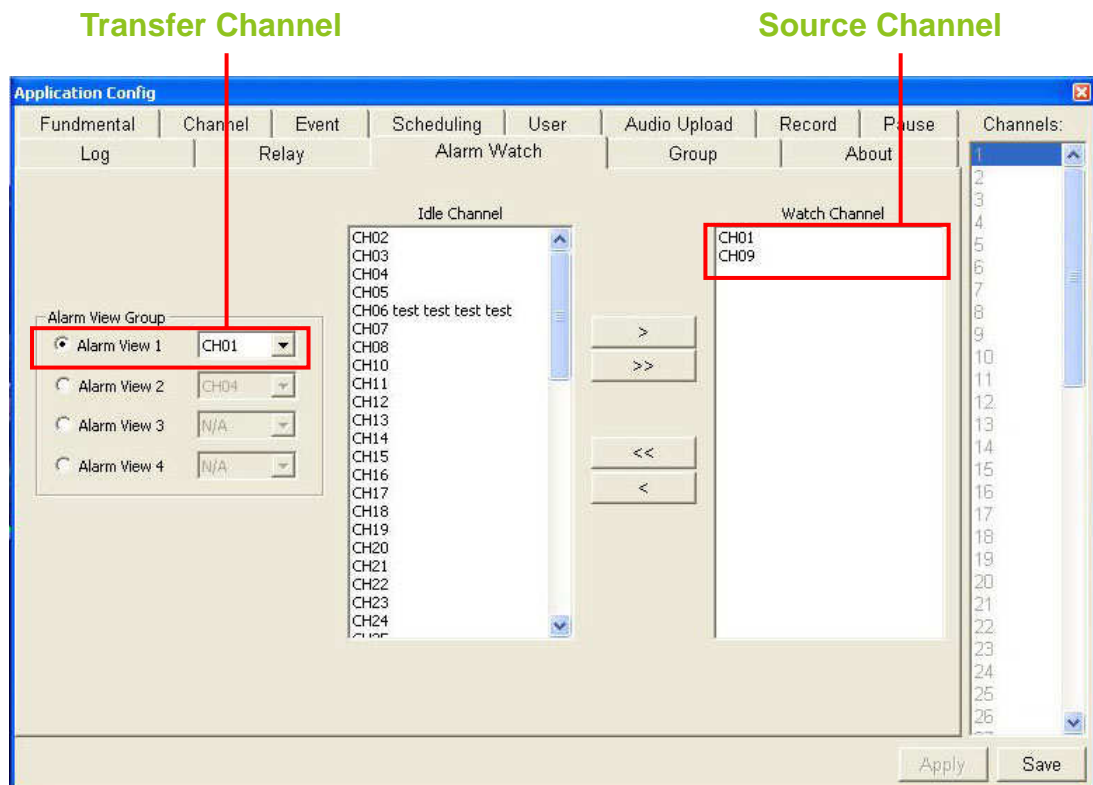 Transfer Channel
Source Channel
Application Config
Fundmental
Channel
Event
Scheduling
User
Audio Upload
Record
Pause
Channels:
Log
Relay
Alarm Watch
Group
About
Idle Channel
CH02
CH03
CH04
CH05
CH06 test test test test
CH07
CH08
CH10
CH11
CH12
CH13
CH14
CH15
CH16
CH17
CH18
CH19
CH20
CH21
CH22
CH23
CH24
Watch Channel
CH01
CH09
Alarm View Group
Alarm View 1
CH01
Alarm View 2
CH04
Alarm View 3
N/A
Alarm View 4
N/A
>
>>
<<
<
1
2
3
4
5
6
7
8
9
10
11
12
13
14
15
16
17
18
19
20
21
22
23
24
25
26
Apply
Save